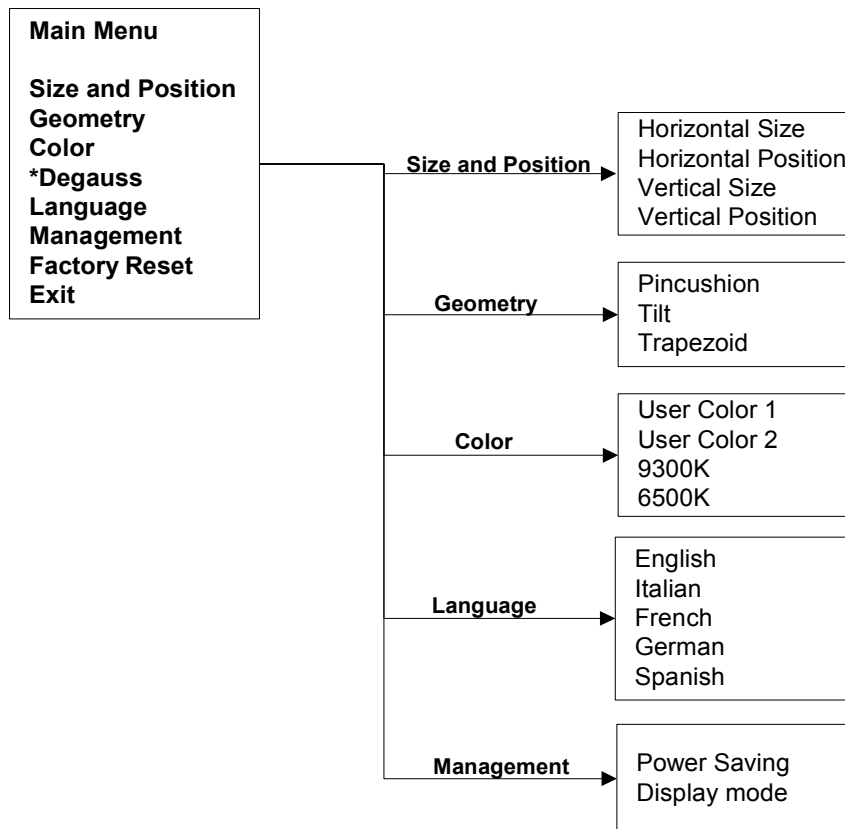 Main Menu
Size and Position
Geometry
Color
*Degauss
Language
Management
Factory Reset
Exit
Size and Position
Horizontal Size
Horizontal Position
Vertical Size
Vertical Position
Geometry
Pincushion
Tilt
Trapezoid
Color
User Color 1
User Color 2
9300K
6500K
Language
English
Italian
French
German
Spanish
Management
Power Saving
Display mode